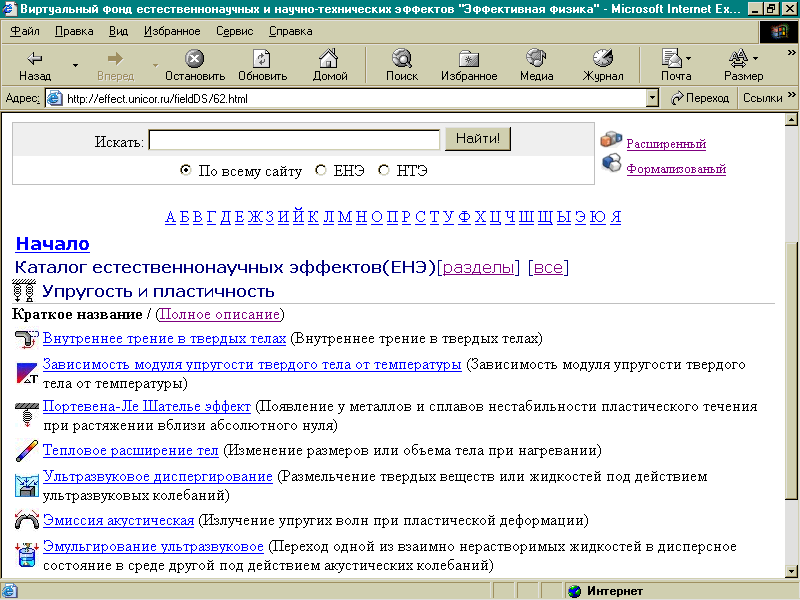 Виртуальный фонд естественнонаучных и научно-технических эффектов "Эффективная физика" - Microsoft Internet Ex...
Файл Правка Вид Избранное Сервис Справка
Назад Вперед Остановить Обновить Домой Поиск Избранное Медиа Журнал Почта Размер »
Адрес: http://effect.unicor.ru/fieldDS/62.html Переход Ссылки »
Искать: Найти! Расширенный
По всему сайту ЕНЭ НТЭ Формализованый
А Б В Г Д Е Ж З И Й К Л М Н О П Р С Т У Ф Х Ц Ч Ш Щ Ы Э Ю Я
Начало
Каталог естественнонаучных эффектов(ЕНЭ)[разделы] [все]
Упругость и пластичность
Краткое название / (Полное описание)
Внутреннее трение в твердых телах (Внутреннее трение в твердых телах)
Зависимость модуля упругости твердого тела от температуры (Зависимость модуля упругости твердого
тела от температуры)
Портевена-Ле Шателье эффект (Появление у металлов и сплавов нестабильности пластического течения
при растяжении вблизи абсолютного нуля)
Тепловое расширение тел (Изменение размеров или объема тела при нагревании)
Ультразвуковое диспергирование (Размельчение твердых веществ или жидкостей под действием
ультразвуковых колебаний)
Эмиссия акустическая (Излучение упругих волн при пластической деформации)
Эмульгирование ультразвуковое (Переход одной из взаимно нерастворимых жидкостей в дисперсное
состояние в среде другой под действием акустических колебаний)
Интернет